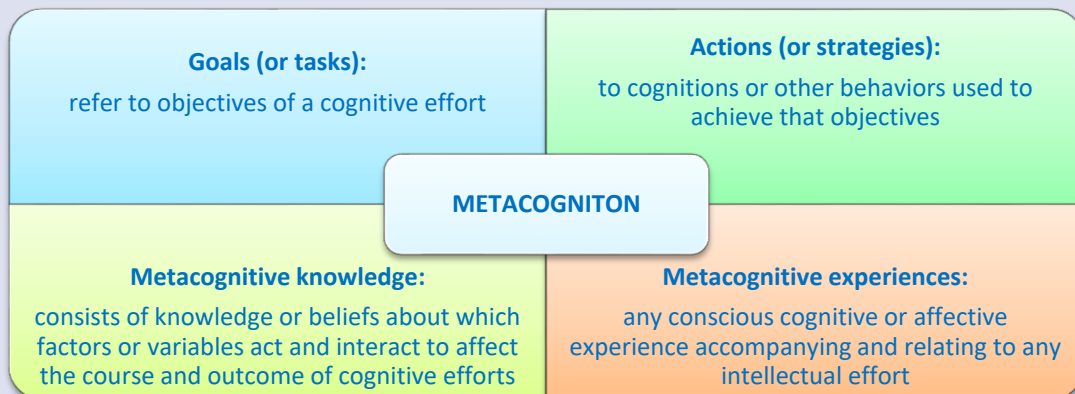 Goals (or tasks):
refer to objectives of a cognitive effort
Actions (or strategies):
to cognitions or other behaviors used to
achieve that objectives
METACOGNITON
Metacognitive knowledge:
consists of knowledge or beliefs about which
factors or variables act and interact to affect
the course and outcome of cognitive efforts
Metacognitive experiences:
any conscious cognitive or affective
experience accompanying and relating to any
intellectual effort